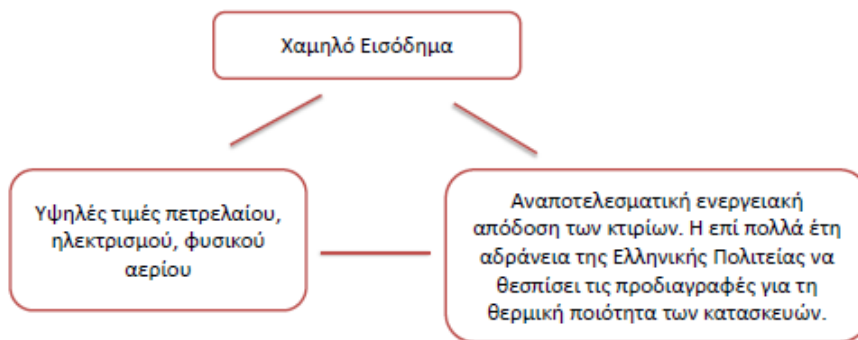 Χαμηλό Εισόδημα
Υψηλές τιμές πετρελαίου,
ηλεκτρισμού, φυσικού
αερίου
Αναποτελεσματική ενεργειακή
απόδοση των κτιρίων. Η επί πολλά έτη
αδράνεια της Ελληνικής Πολιτείας να
θεσπίσει τις προδιαγραφές για τη
θερμική ποιότητα των κατασκευών.